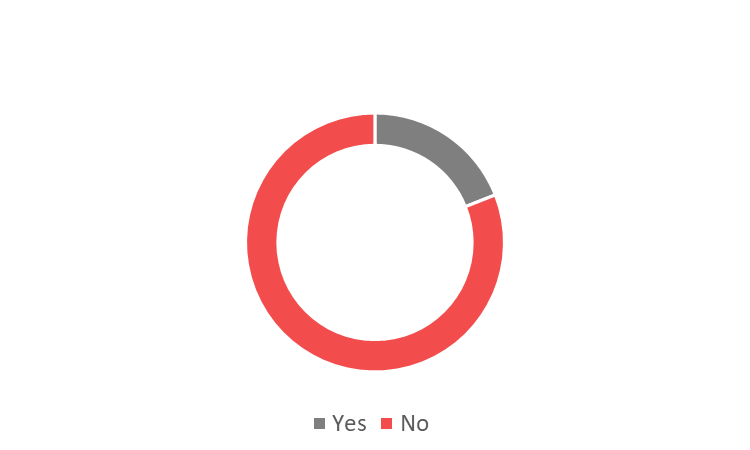 Yes No